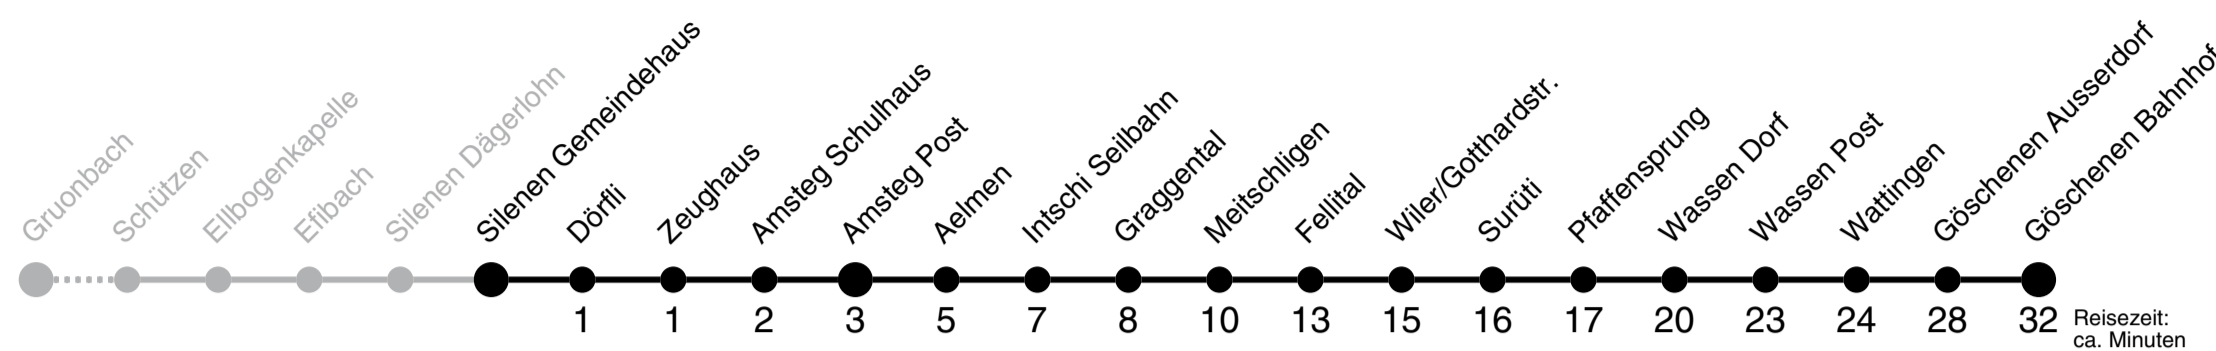 Gruonbach
Schützen
Ellbogenkapelle
Efibach
Silenen Dägerlohn
Silenen Gemeindehaus
Dörfli
Zeughaus
Amsteg Schulhaus
Amsteg Post
Aelmen
Intschi Seilbahn
Graggental
Meitschligen
Fellital
Wiler/Gotthardstr.
Surüti
Pfaffensprung
Wassen Dorf
Wassen Post
Wattingen
Göschenen Ausserdorf
Göschenen Bahnhof
1 1 2 3 5 7 8 10 13 15 16 17 20 23 24 28 32
Reisezeit:
ca. Minuten